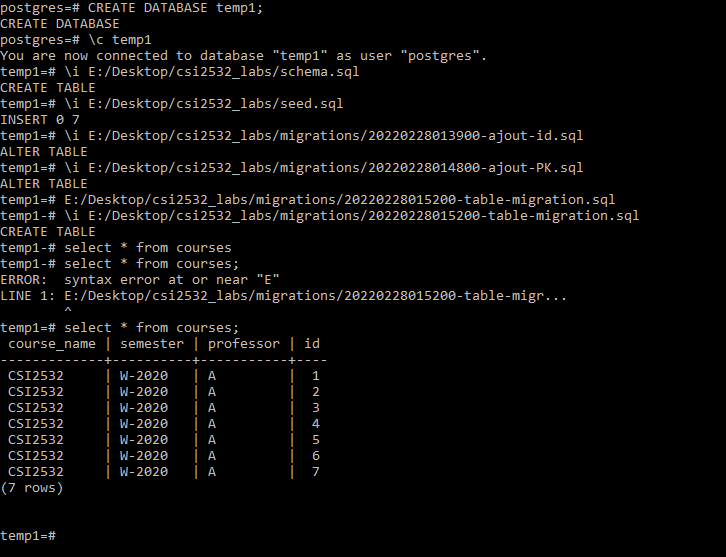 postgres=# CREATE DATABASE temp1;
CREATE DATABASE
postgres=# \c temp1
You are now connected to database "temp1" as user "postgres".
temp1=# \i E:/Desktop/csi2532_labs/schema.sql
CREATE TABLE
temp1=# \i E:/Desktop/csi2532_labs/seed.sql
INSERT 0 7
temp1=# \i E:/Desktop/csi2532_labs/migrations/20220228013900-ajout-id.sql
ALTER TABLE
temp1=# \i E:/Desktop/csi2532_labs/migrations/20220228014800-ajout-PK.sql
ALTER TABLE
temp1=# E:/Desktop/csi2532_labs/migrations/20220228015200-table-migration.sql
temp1-# \i E:/Desktop/csi2532_labs/migrations/20220228015200-table-migration.sql
CREATE TABLE
temp1-# select * from courses
temp1-# select * from courses;
ERROR:  syntax error at or near "E"
LINE 1: E:/Desktop/csi2532_labs/migrations/20220228015200-table-migr...
        ^
temp1=# select * from courses;
 course_name | semester | professor | id
-------------+----------+-----------+----
 CSI2532     | W-2020   | A         |  1
 CSI2532     | W-2020   | A         |  2
 CSI2532     | W-2020   | A         |  3
 CSI2532     | W-2020   | A         |  4
 CSI2532     | W-2020   | A         |  5
 CSI2532     | W-2020   | A         |  6
 CSI2532     | W-2020   | A         |  7
(7 rows)
temp1=#